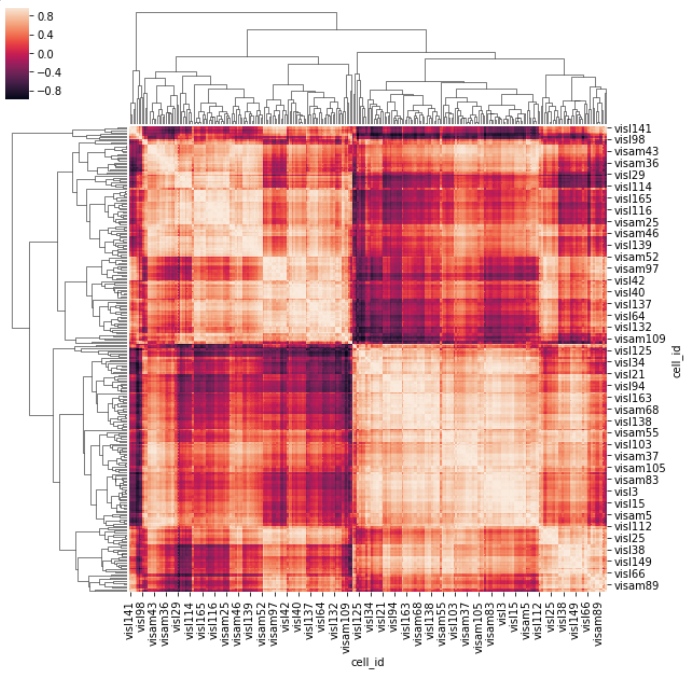 0.8
0.4
0.0
−0.4
−0.8
visl141
visl98
visam43
visam36
visl29
visl114
visl165
visl116
visam25
visam46
visl139
visam52
visam97
visl42
visl40
visl137
visl64
visl132
visam109
visl125
visl34
visl21
visl94
visl163
visam68
visl138
visam55
visl103
visam37
visam105
visam83
visl3
visl15
visam5
visl112
visl25
visl38
visl149
visl66
visam89
cell_id
visl141
visl98
visam43
visam36
visl29
visl114
visl165
visl116
visam25
visam46
visl139
visam52
visam97
visl42
visl40
visl137
visl64
visl132
visam109
visl125
visl34
visl21
visl94
visl163
visam68
visl138
visam55
visl103
visam37
visam105
visam83
visl3
visl15
visam5
visl112
visl25
visl38
visl149
visl66
visam89
cell_id